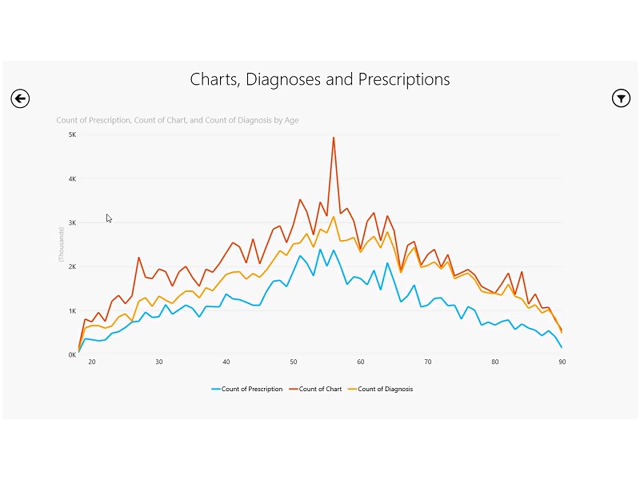 Charts, Diagnoses and Prescriptions
Count of Prescription, Count of Chart, and Count of Diagnosis by Age
(Thousands)
5K
4K
3K
2K
1K
0K
20 30 40 50 60 70 80 90
Count of Prescription Count of Chart Count of Diagnosis